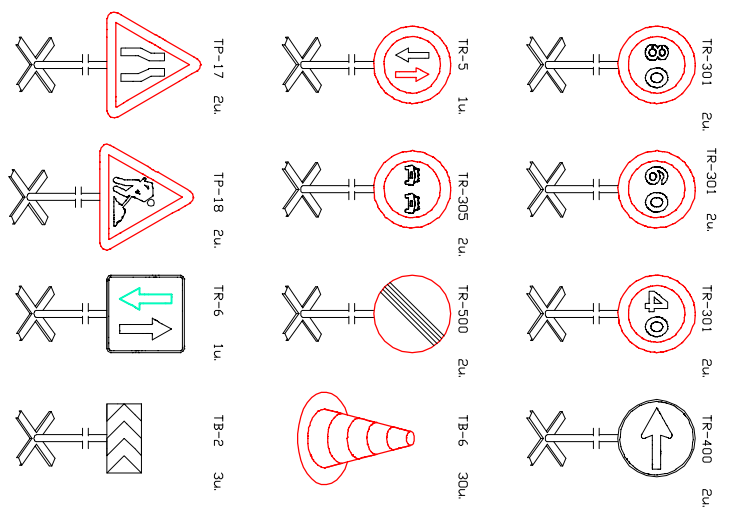 TR-301 2u.
80
TR-301 2u.
60
TR-301 2u.
40
TR-400 2u.
TR-5 1u.
TR-305 2u.
TR-500 2u.
TB-6 30u.
TP-17 2u.
TP-18 2u.
TR-6 1u.
TB-2 3u.